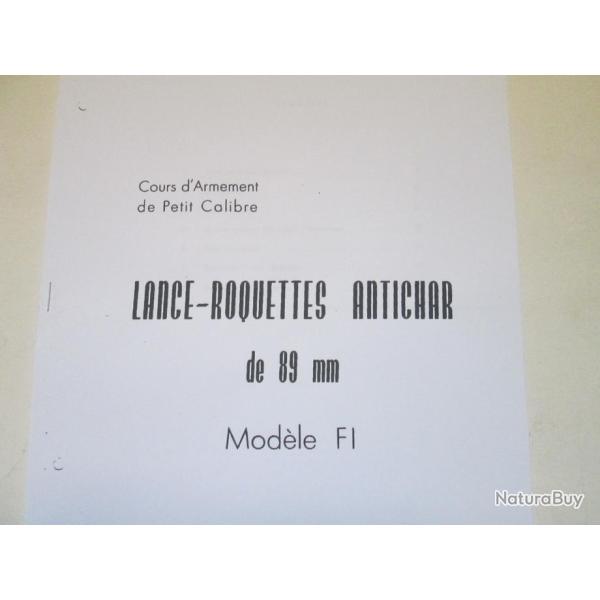 Cours d'Armement
de Petit Calibre
LANCE-ROQUETTES ANTICHAR
de 89 mm
Modèle F1
NaturaBuy